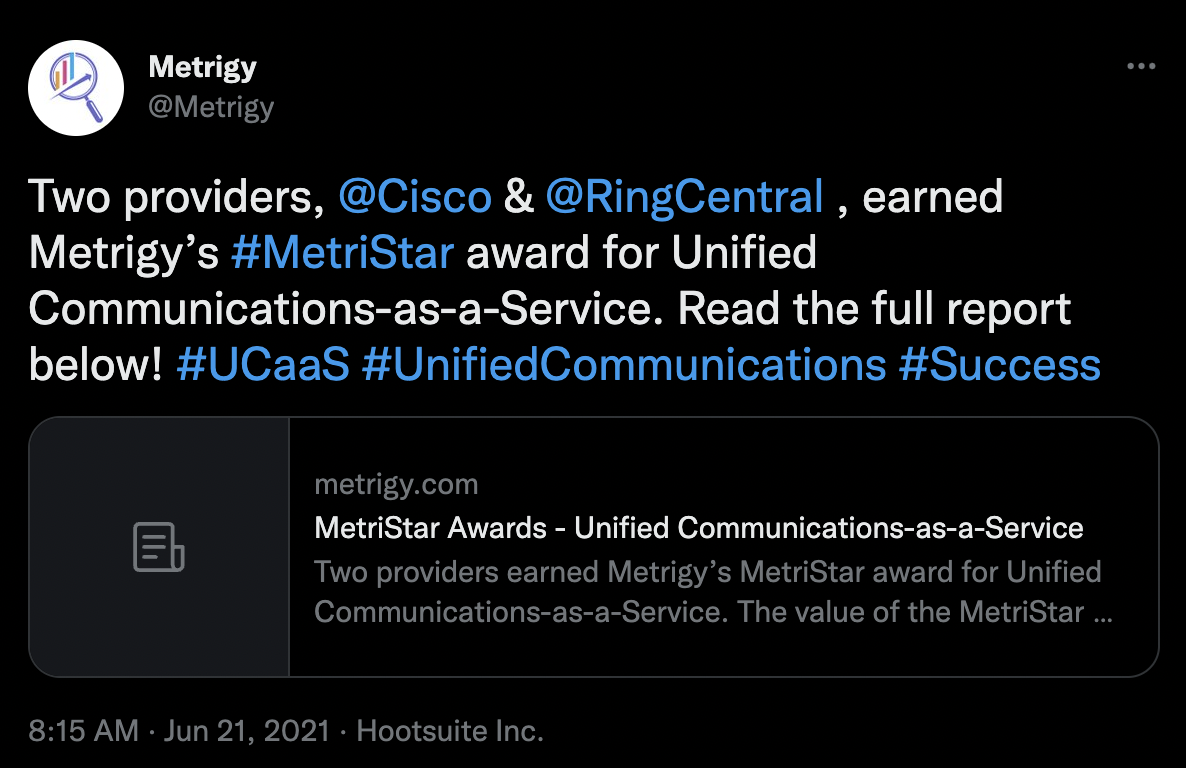 Metrigy
@Metrigy
Two providers, @Cisco & @RingCentral , earned
Metrigy’s #MetriStar award for Unified
Communications-as-a-Service. Read the full report
below! #UCaaS #UnifiedCommunications #Success
metrigy.com
MetriStar Awards - Unified Communications-as-a-Service
Two providers earned Metrigy’s MetriStar award for Unified
Communications-as-a-Service. The value of the MetriStar ...
8:15 AM · Jun 21, 2021 · Hootsuite Inc.